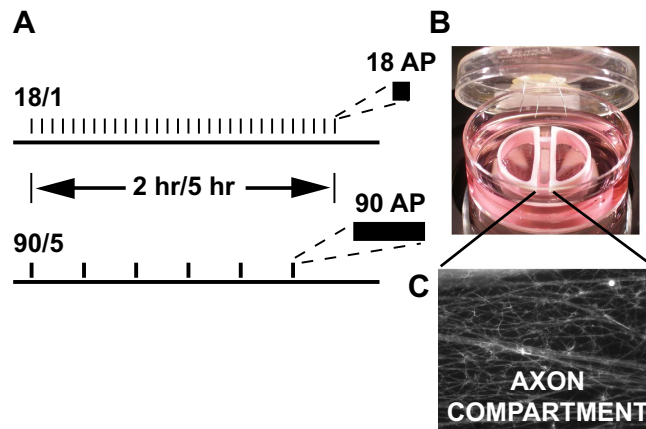 A
18 AP
18/1
2 hr/5 hr
90 AP
90/5
B
C
AXON
COMPARTMENT